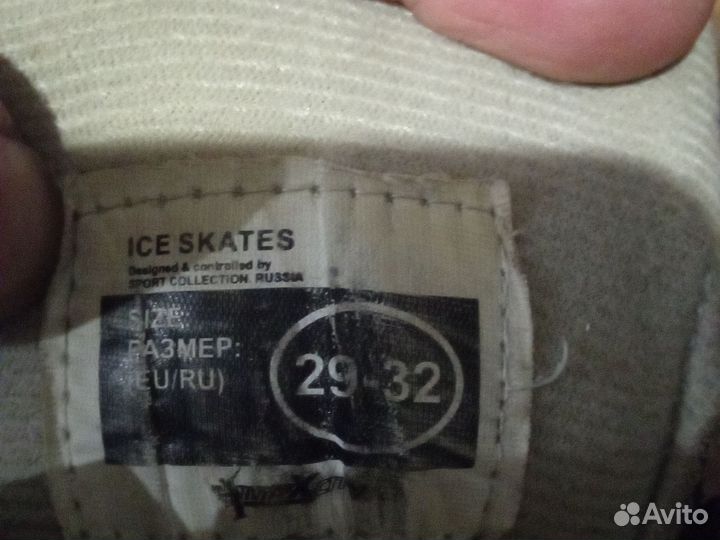 ICE SKATES
Designed & controlled by
SPORT COLLECTION. RUSSIA
SIZE:
РАЗМЕР:
(EU/RU)
29-32
Avito